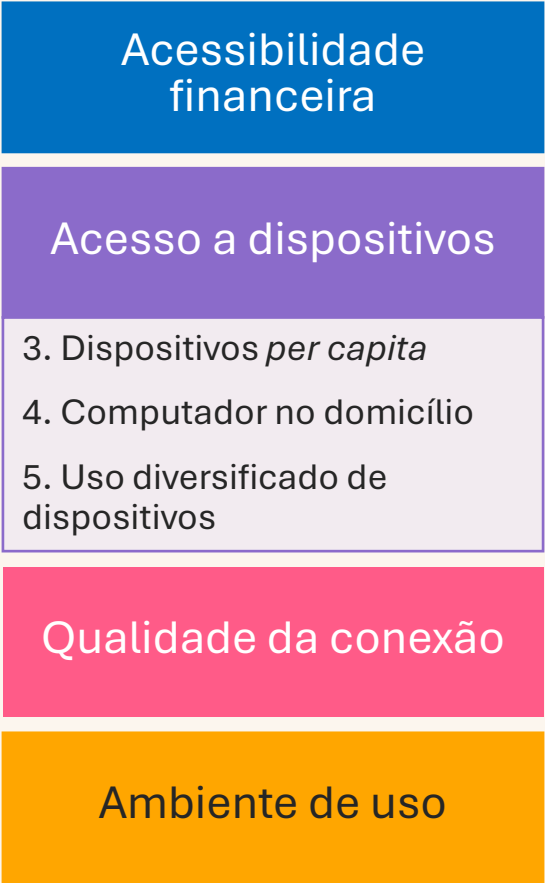 Acessibilidade
financeira
Acesso a dispositivos
3. Dispositivos per capita
4. Computador no domicílio
5. Uso diversificado de
dispositivos
Qualidade da conexão
Ambiente de uso